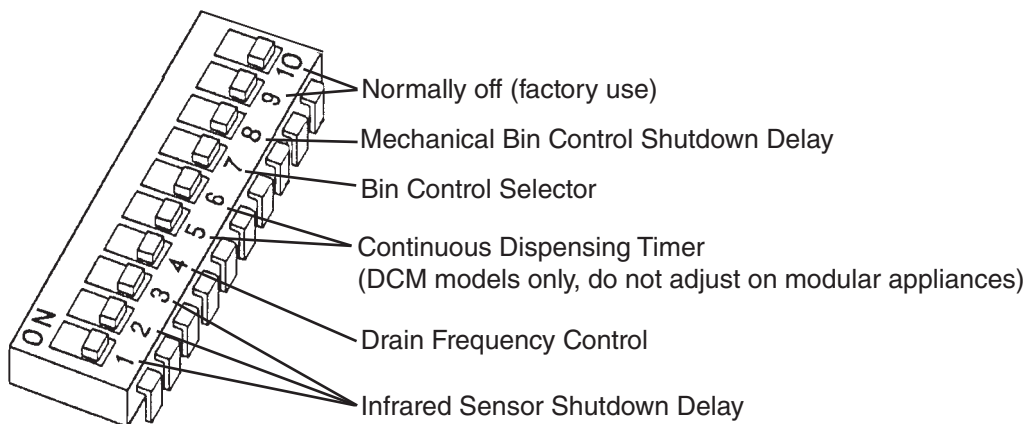 10
9
8
7
6
5
4
3
2
1
ON
Normally off (factory use)
Mechanical Bin Control Shutdown Delay
Bin Control Selector
Continuous Dispensing Timer
(DCM models only, do not adjust on modular appliances)
Drain Frequency Control
Infrared Sensor Shutdown Delay